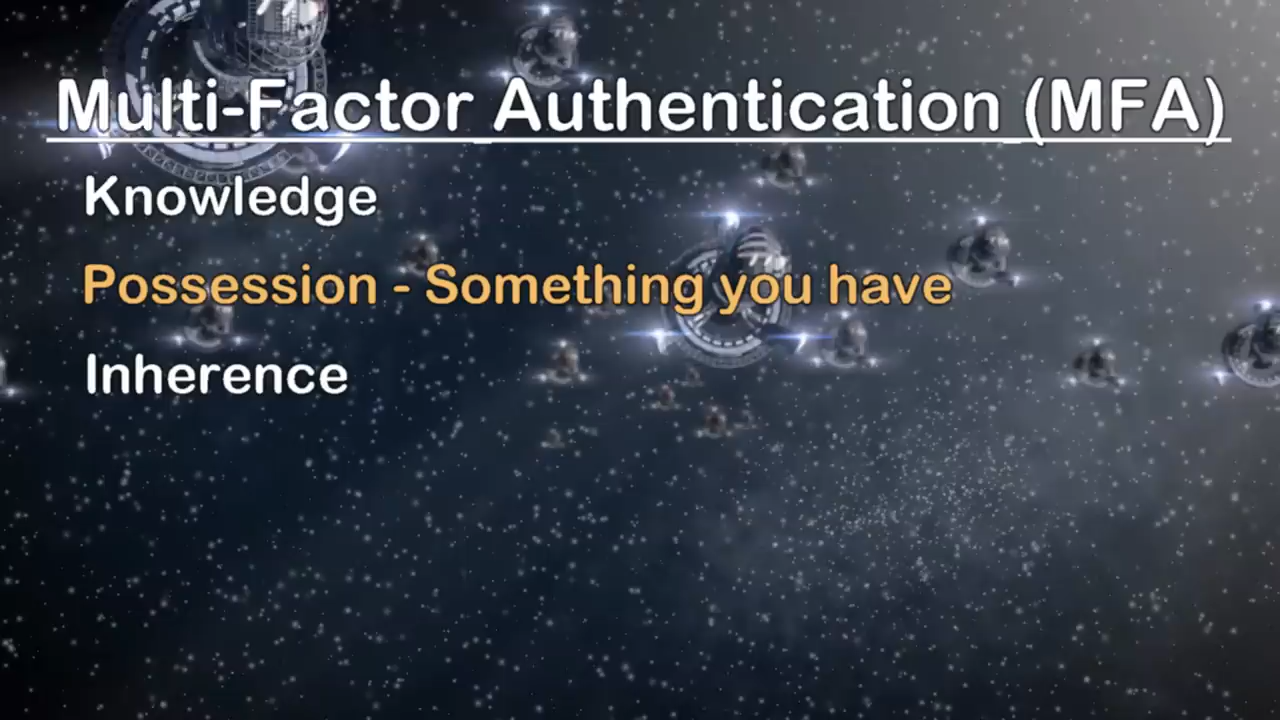 Multi-Factor Authentication (MFA)
Knowledge
Possession - Something you have
Inherence